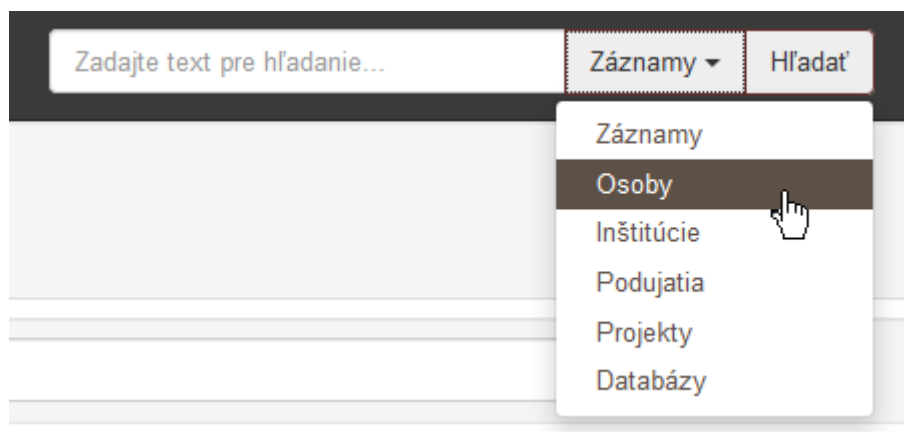 Zadajte text pre hľadanie... Záznamy Hľadať
Záznamy
Osoby
Inštitúcie
Podujatia
Projekty
Databázy